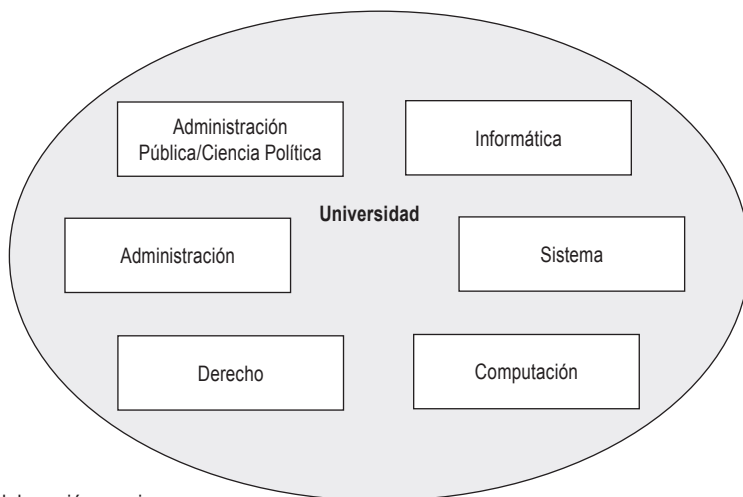 Administración
Pública/Ciencia Política
Informática
Universidad
Administración
Sistema
Derecho
Computación